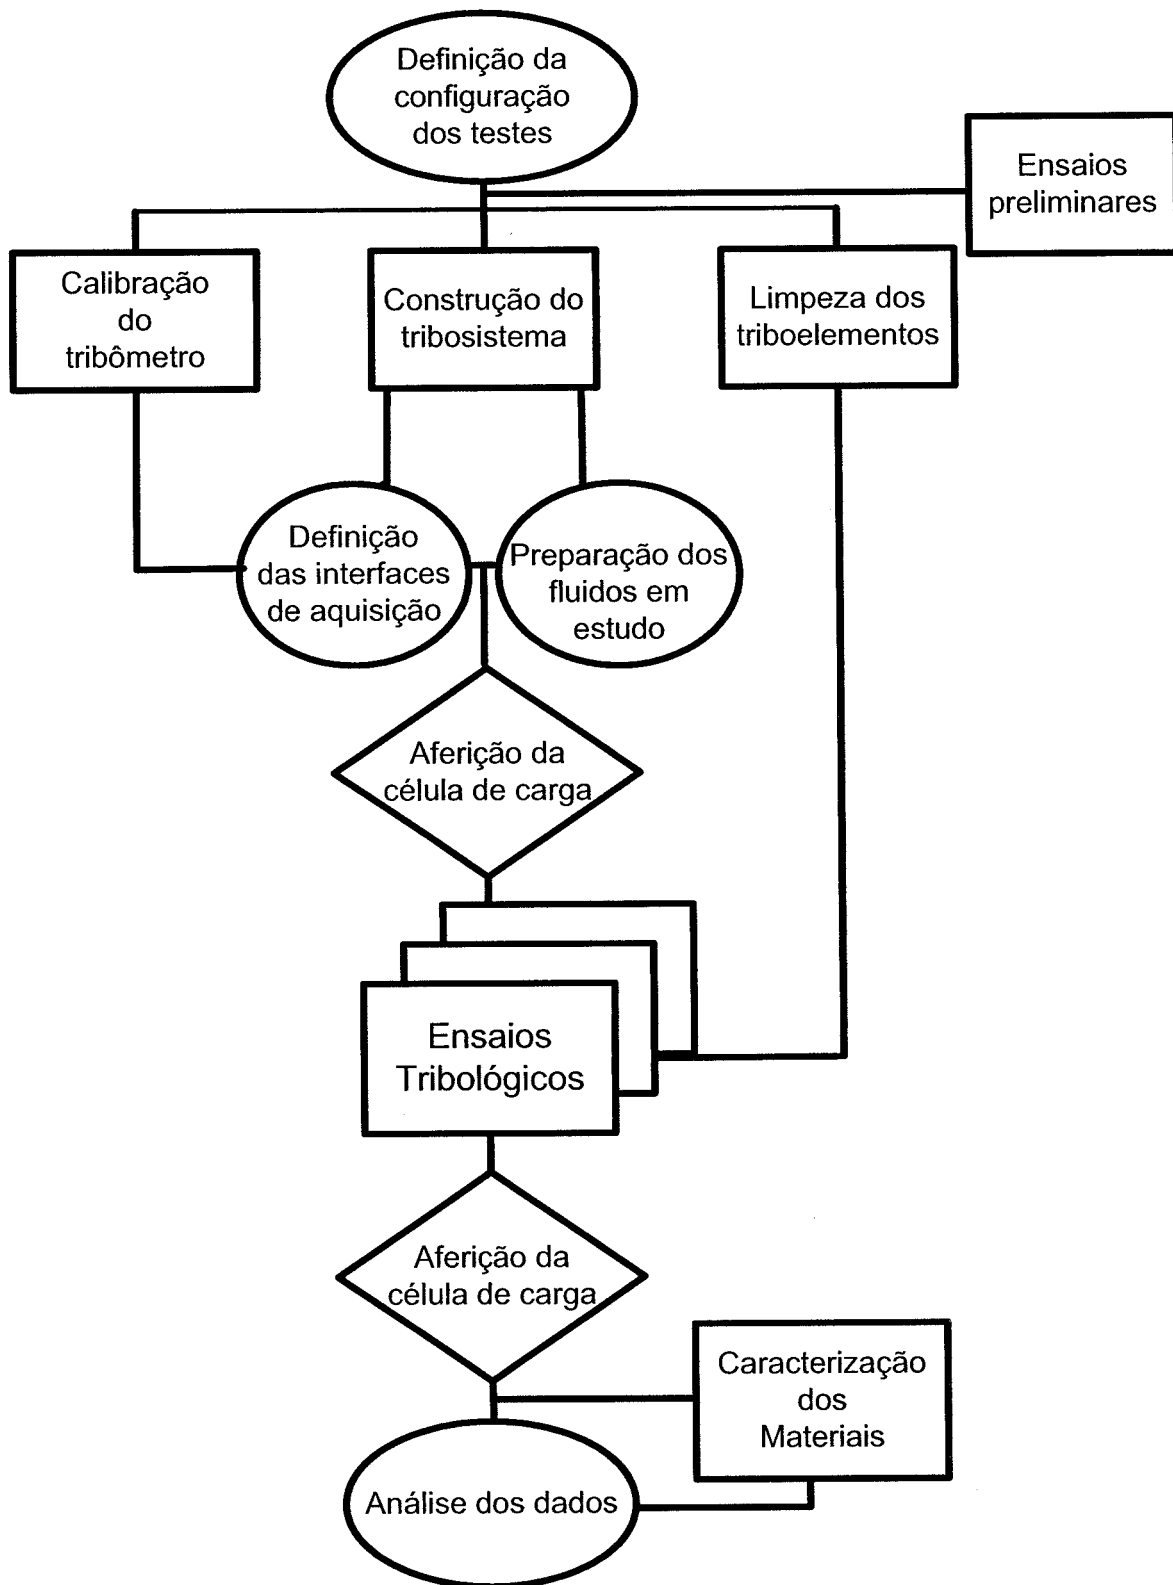 Definição da
configuração
dos testes
Ensaios
preliminares
Calibração
do
tribômetro
Construção do
tribosistema
Limpeza dos
triboelementos
Definição
das interfaces
de aquisição
Preparação dos
fluidos em
estudo
Aferição da
célula de carga
Ensaios
Tribológicos
Aferição da
célula de carga
Caracterização
dos
Materiais
Análise dos dados